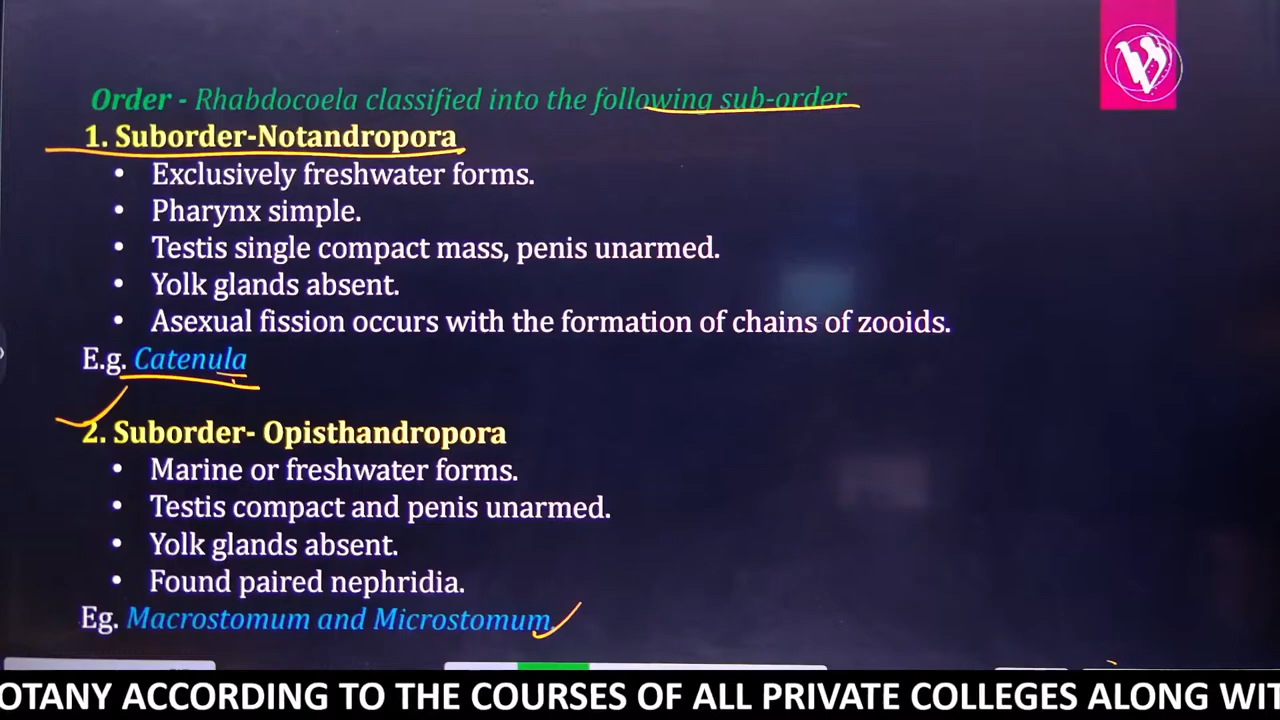 Order - Rhabdocoela classified into the following sub-order
1. Suborder-Notandropora
• Exclusively freshwater forms.
• Pharynx simple.
• Testis single compact mass, penis unarmed.
• Yolk glands absent.
• Asexual fission occurs with the formation of chains of zooids.
E.g. Catenula
2. Suborder- Opisthandropora
• Marine or freshwater forms.
• Testis compact and penis unarmed.
• Yolk glands absent.
• Found paired nephridia.
Eg. Macrostomum and Microstomum.
OTANY ACCORDING TO THE COURSES OF ALL PRIVATE COLLEGES ALONG WIT